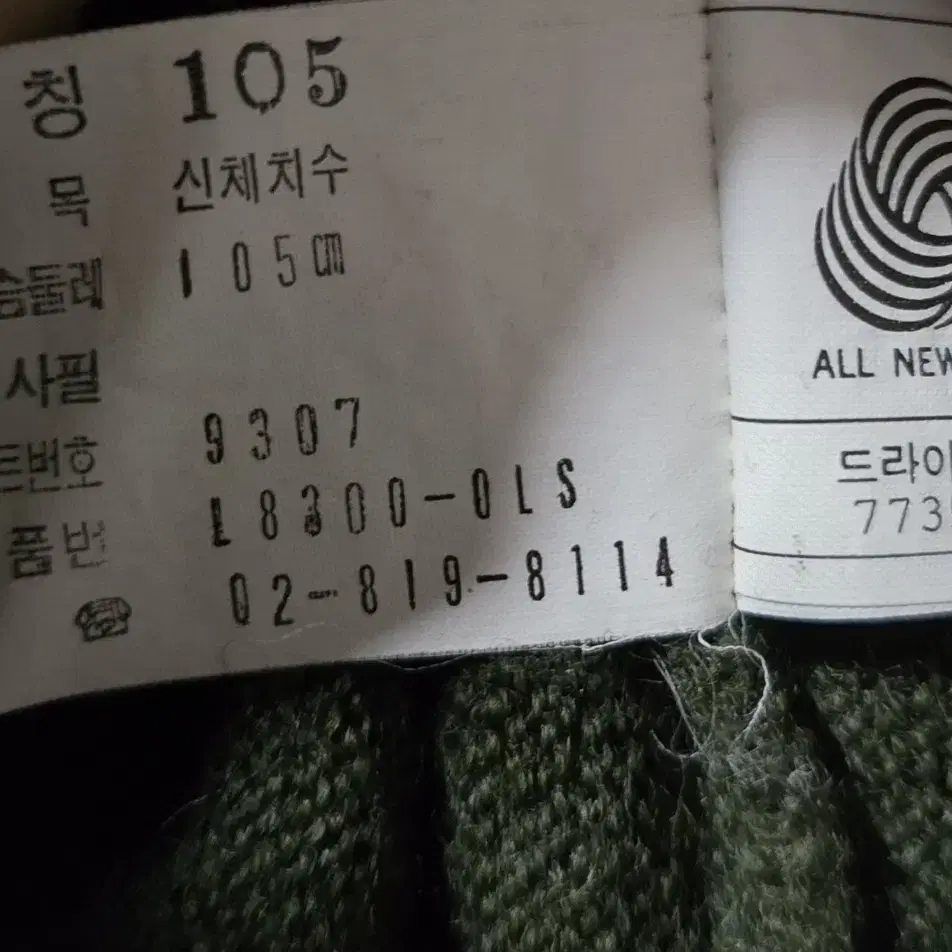 칭 105
목 신체치수
슴둘레 105㎝
사필
트번호 9307
품번 L8300-OLS
☎ 02-819-8114
ALL NEW
드라이
773